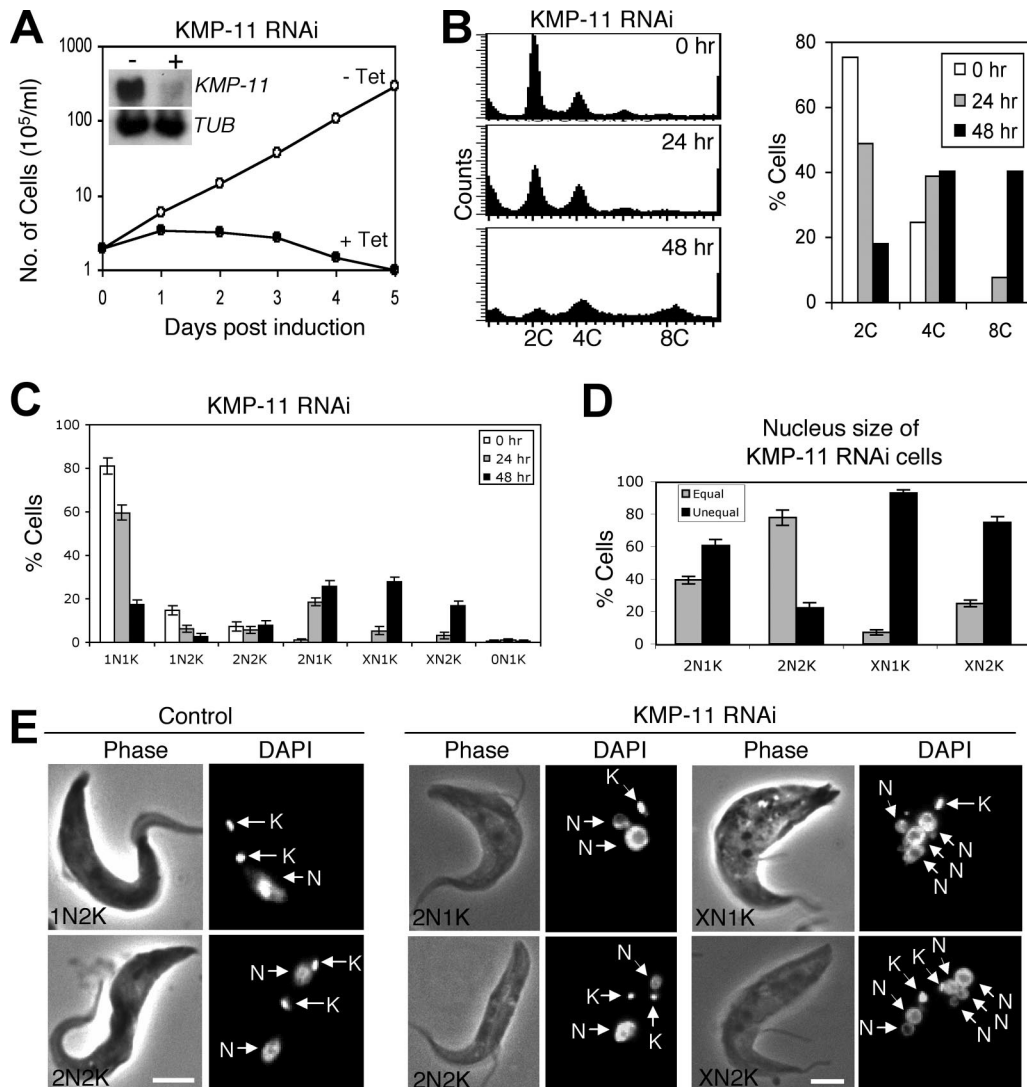 A
KMP-11 RNAi
No. of Cells (10⁵/ml)
1000
100
10
1
- +
KMP-11
TUB
- Tet
+ Tet
0 1 2 3 4 5
Days post induction
B
KMP-11 RNAi
0 hr
24 hr
48 hr
Counts
2C 4C 8C
% Cells
80
60
40
20
0
0 hr
24 hr
48 hr
2C 4C 8C
C
KMP-11 RNAi
% Cells
100
80
60
40
20
0
0 hr
24 hr
48 hr
1N1K 1N2K 2N2K 2N1K XN1K XN2K 0N1K
D
Nucleus size of
KMP-11 RNAi cells
% Cells
100
80
60
40
20
0
Equal
Unequal
2N1K 2N2K XN1K XN2K
E
Control
KMP-11 RNAi
Phase DAPI Phase DAPI Phase DAPI
K
K
N
1N2K
K
N
N
2N1K
N
K
N
N
N
N
XN1K
N
K
K
N
2N2K
N
K
N
K
2N2K
K
K
N
N
N
N
N
N
XN2K